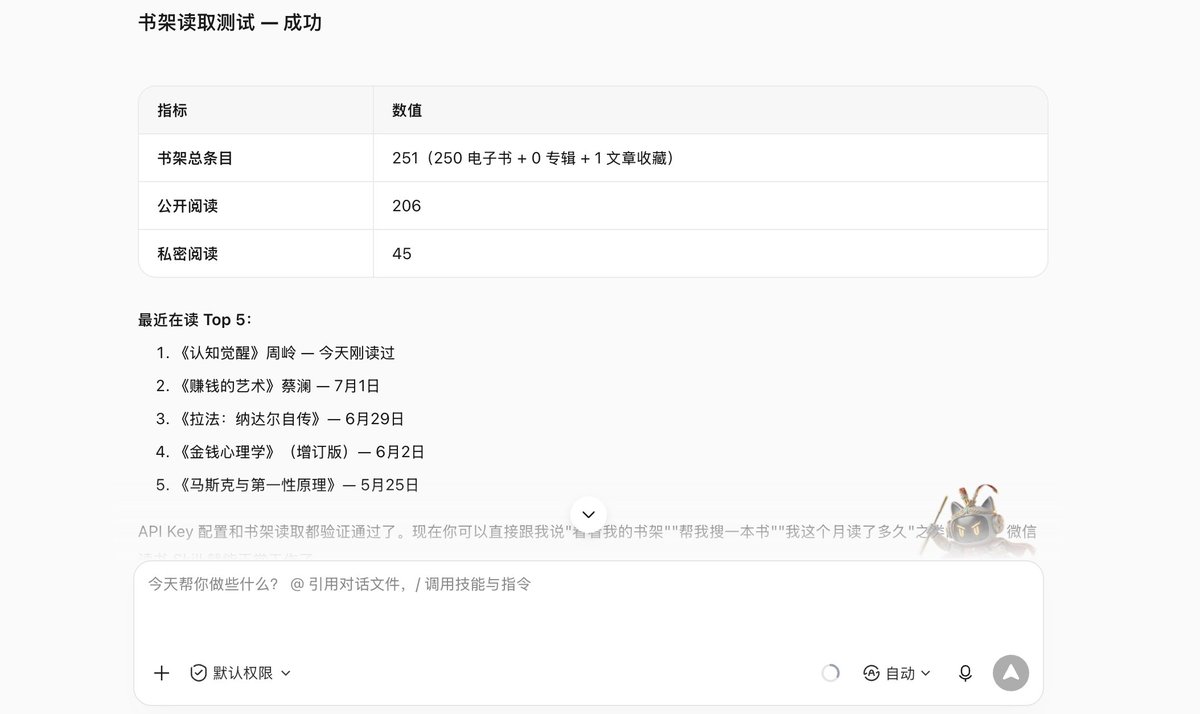 书架读取测试 — 成功
指标 数值
书架总条目 251（250 电子书 + 0 专辑 + 1 文章收藏）
公开阅读 206
私密阅读 45
最近在读 Top 5：
1. 《认知觉醒》周岭 — 今天刚读过
2. 《赚钱的艺术》蔡澜 — 7月1日
3. 《拉法：纳达尔自传》— 6月29日
4. 《金钱心理学》（增订版）— 6月2日
5. 《马斯克与第一性原理》— 5月25日
API Key 配置和书架读取都验证通过了。现在你可以直接跟我说"看看我的书架""帮我搜一本书""我这个月读了多久"之类 微信
今天帮你做些什么？ @ 引用对话文件，/ 调用技能与指令
默认权限 自动